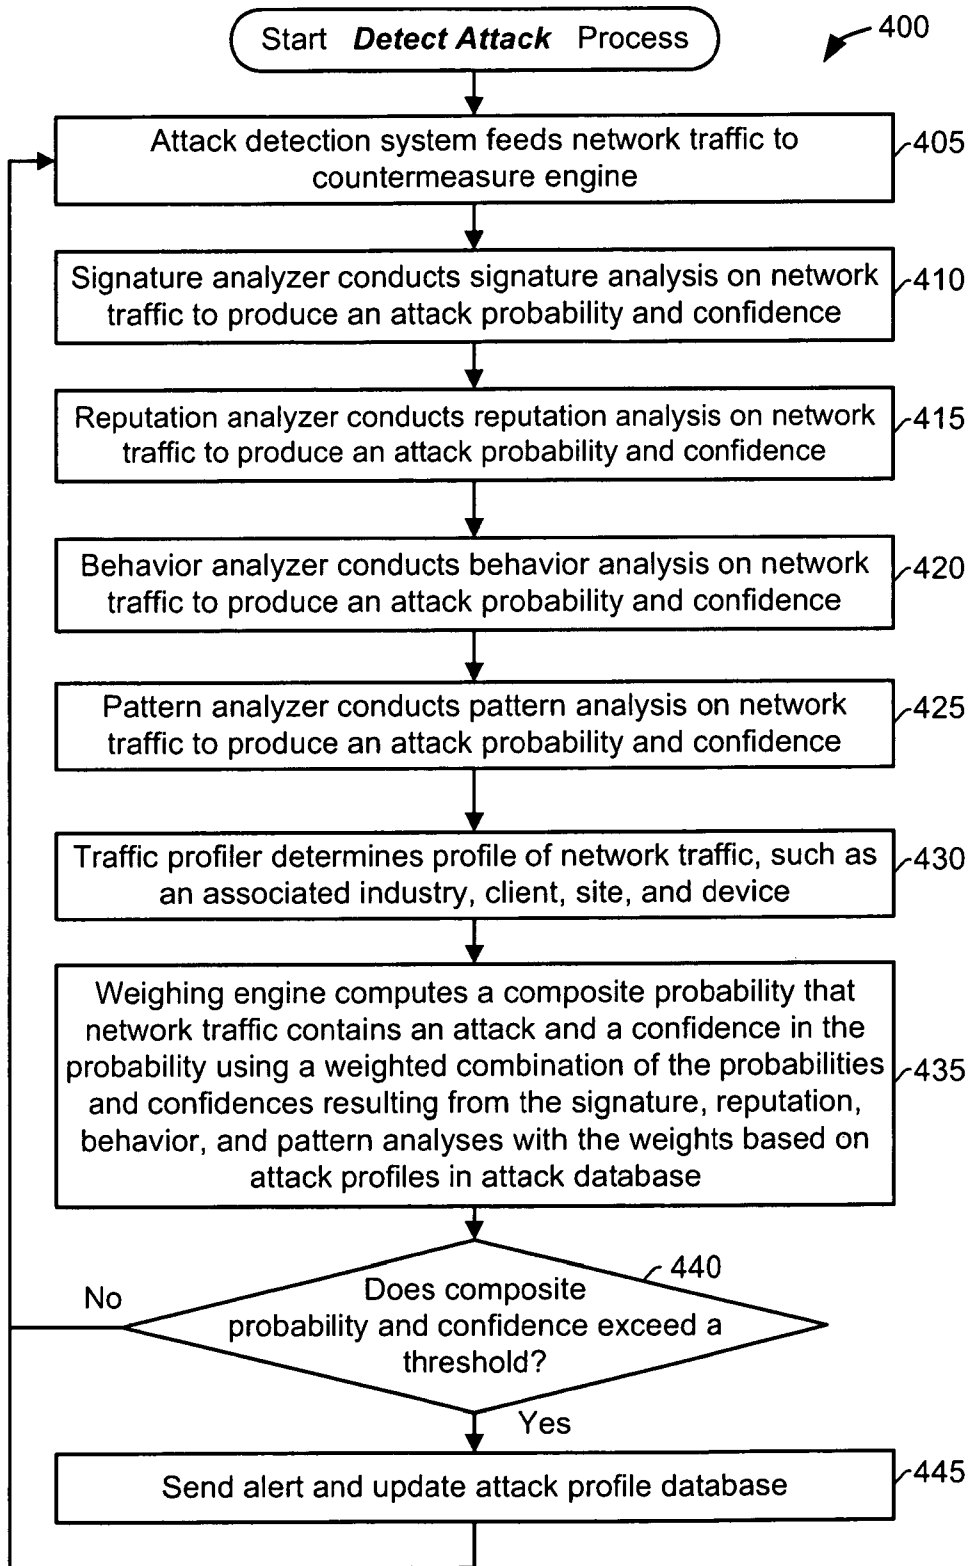 Start Detect Attack Process
400
Attack detection system feeds network traffic to
countermeasure engine
405
Signature analyzer conducts signature analysis on network
traffic to produce an attack probability and confidence
410
Reputation analyzer conducts reputation analysis on network
traffic to produce an attack probability and confidence
415
Behavior analyzer conducts behavior analysis on network
traffic to produce an attack probability and confidence
420
Pattern analyzer conducts pattern analysis on network
traffic to produce an attack probability and confidence
425
Traffic profiler determines profile of network traffic, such as
an associated industry, client, site, and device
430
Weighing engine computes a composite probability that
network traffic contains an attack and a confidence in the
probability using a weighted combination of the probabilities
and confidences resulting from the signature, reputation,
behavior, and pattern analyses with the weights based on
attack profiles in attack database
435
440
No
Does composite
probability and confidence exceed a
threshold?
Yes
Send alert and update attack profile database
445